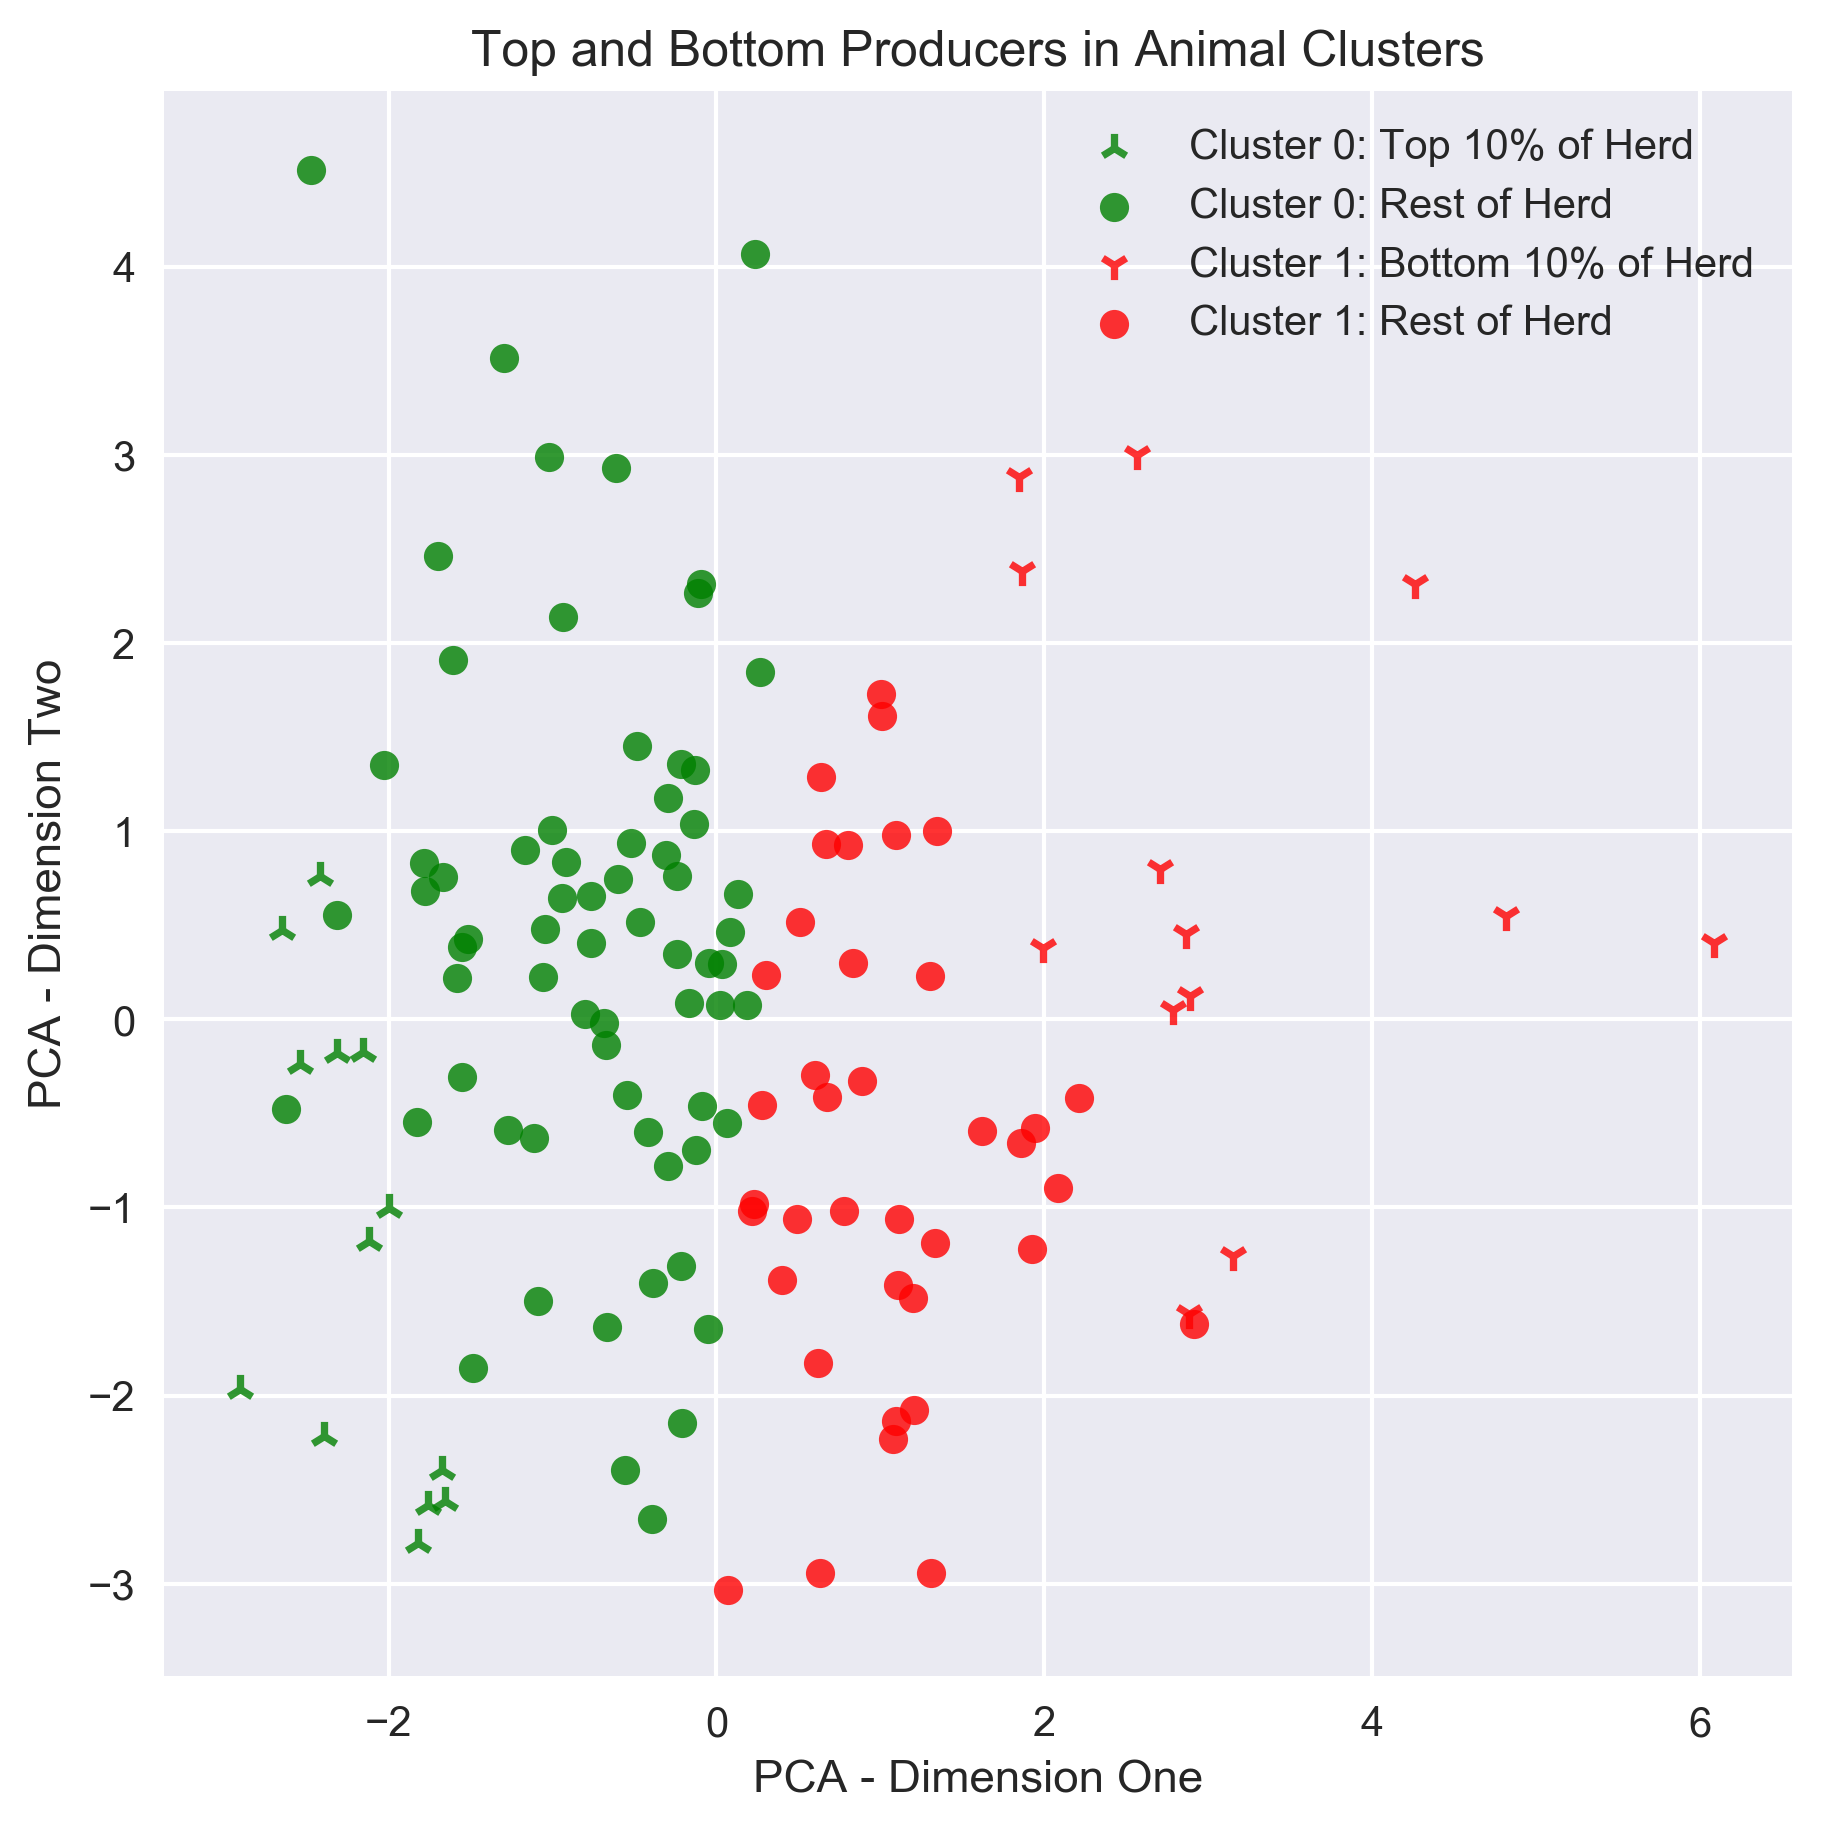 Top and Bottom Producers in Animal Clusters
Cluster 0: Top 10% of Herd
Cluster 0: Rest of Herd
Cluster 1: Bottom 10% of Herd
Cluster 1: Rest of Herd
4
3
2
1
0
−1
−2
−3
PCA - Dimension Two
−2 0 2 4 6
PCA - Dimension One